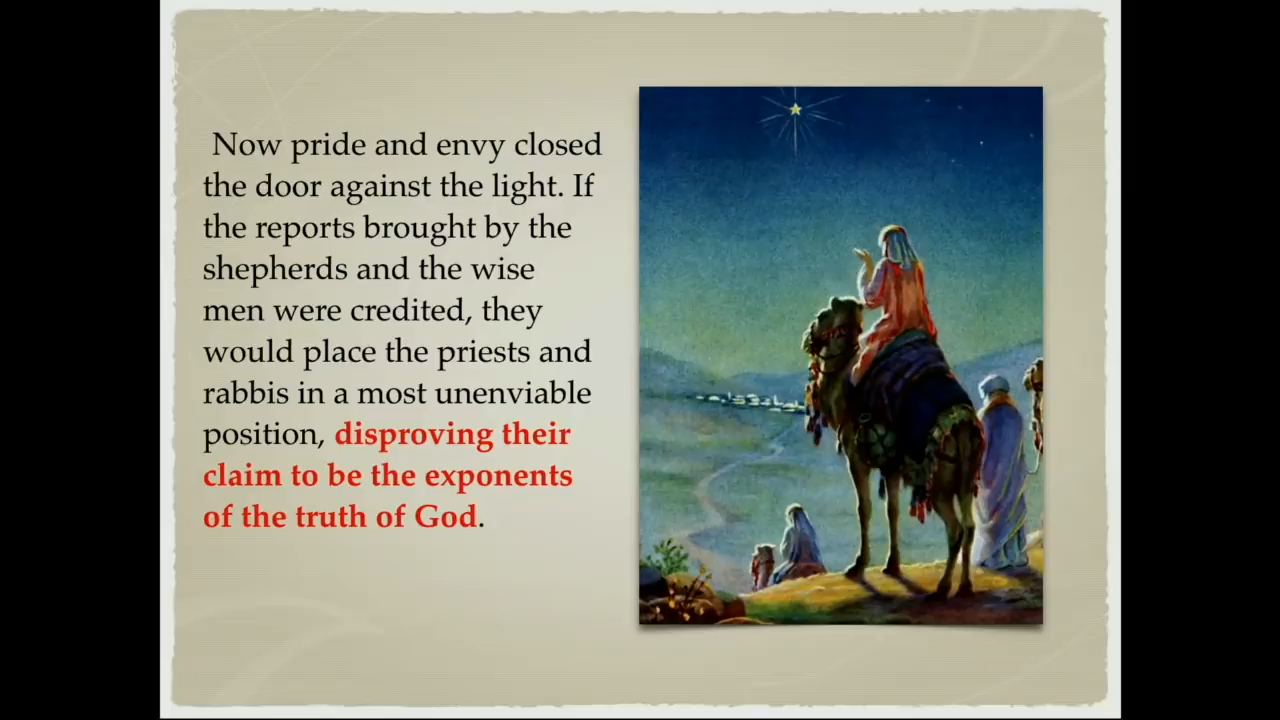 Now pride and envy closed
the door against the light. If
the reports brought by the
shepherds and the wise
men were credited, they
would place the priests and
rabbis in a most unenviable
position, disproving their
claim to be the exponents
of the truth of God.